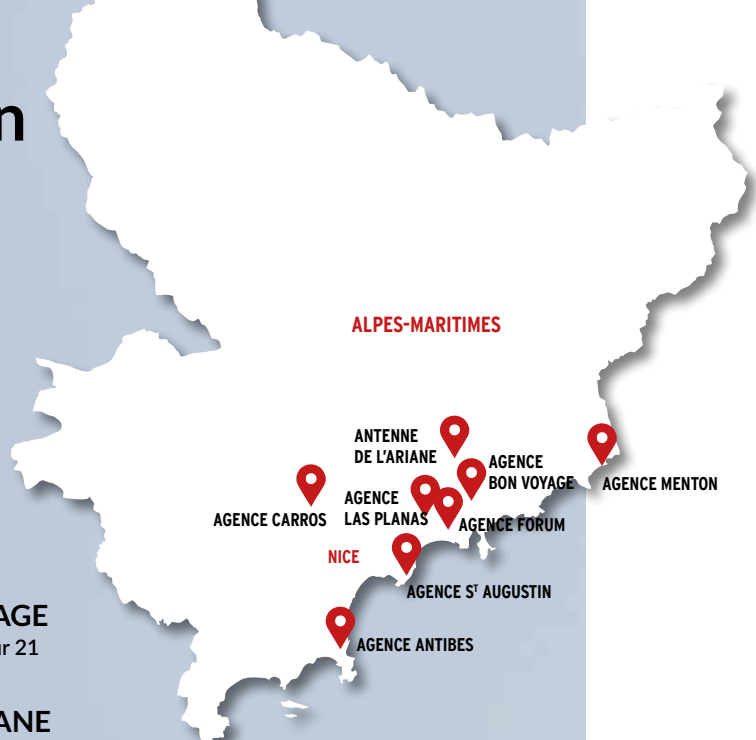 n
ALPES-MARITIMES
ANTENNE
DE L'ARIANE
AGENCE
BON VOYAGE
AGENCE MENTON
AGENCE CARROS
AGENCE
LAS PLANAS
AGENCE FORUM
NICE
AGENCE Sᵀ AUGUSTIN
AGENCE ANTIBES
AGE
r 21
ANE